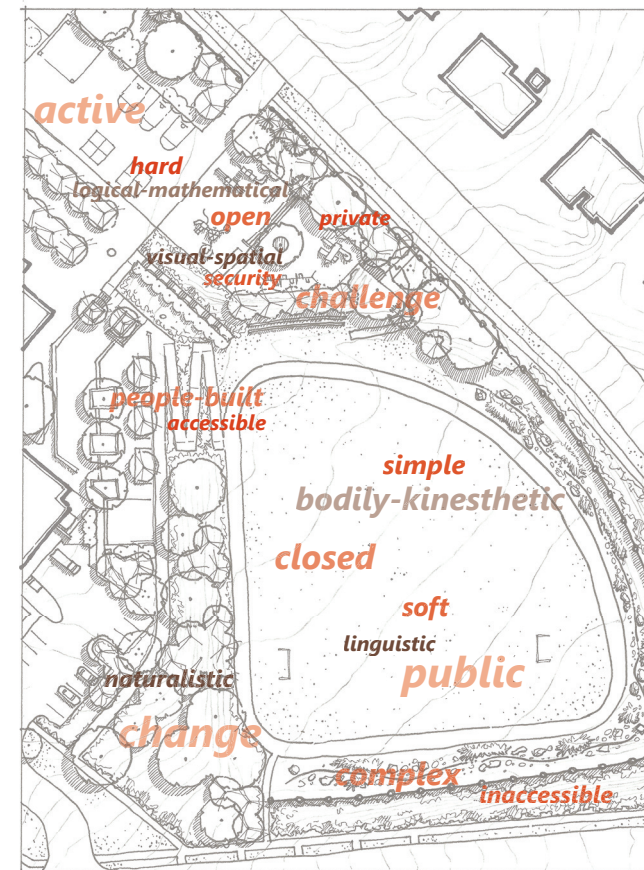 active
hard
logical-mathematical
open
private
visual-spatial
security
challenge
people-built
accessible
simple
bodily-kinesthetic
closed
soft
linguistic
public
naturalistic
change
complex
inaccessible